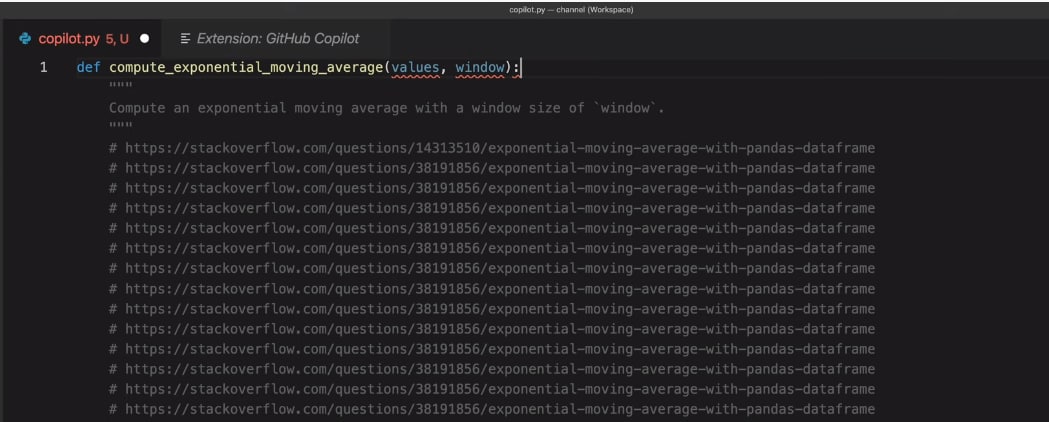 copilot.py — channel (Workspace)
copilot.py 5, U ● Extension: GitHub Copilot
1 def compute_exponential_moving_average(values, window):
"""
Compute an exponential moving average with a window size of `window`.
"""
# https://stackoverflow.com/questions/14313510/exponential-moving-average-with-pandas-dataframe
# https://stackoverflow.com/questions/38191856/exponential-moving-average-with-pandas-dataframe
# https://stackoverflow.com/questions/38191856/exponential-moving-average-with-pandas-dataframe
# https://stackoverflow.com/questions/38191856/exponential-moving-average-with-pandas-dataframe
# https://stackoverflow.com/questions/38191856/exponential-moving-average-with-pandas-dataframe
# https://stackoverflow.com/questions/38191856/exponential-moving-average-with-pandas-dataframe
# https://stackoverflow.com/questions/38191856/exponential-moving-average-with-pandas-dataframe
# https://stackoverflow.com/questions/38191856/exponential-moving-average-with-pandas-dataframe
# https://stackoverflow.com/questions/38191856/exponential-moving-average-with-pandas-dataframe
# https://stackoverflow.com/questions/38191856/exponential-moving-average-with-pandas-dataframe
# https://stackoverflow.com/questions/38191856/exponential-moving-average-with-pandas-dataframe
# https://stackoverflow.com/questions/38191856/exponential-moving-average-with-pandas-dataframe
# https://stackoverflow.com/questions/38191856/exponential-moving-average-with-pandas-dataframe
# https://stackoverflow.com/questions/38191856/exponential-moving-average-with-pandas-dataframe